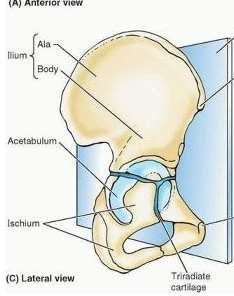 (A) Anterior view
Ala
Ilium
Body
Acetabulum
Ischium
(C) Lateral view
Triradiate
cartilage